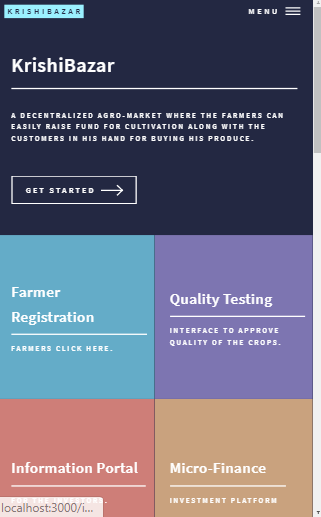 KRISHIBAZAR
MENU
KrishiBazar
A DECENTRALIZED AGRO-MARKET WHERE THE FARMERS CAN
EASILY RAISE FUND FOR CULTIVATION ALONG WITH THE
CUSTOMERS IN HIS HAND FOR BUYING HIS PRODUCE.
GET STARTED
Farmer
Registration
FARMERS CLICK HERE.
Quality Testing
INTERFACE TO APPROVE
QUALITY OF THE CROPS.
Information Portal
Micro-Finance
INVESTMENT PLATFORM
localhost:3000/i...